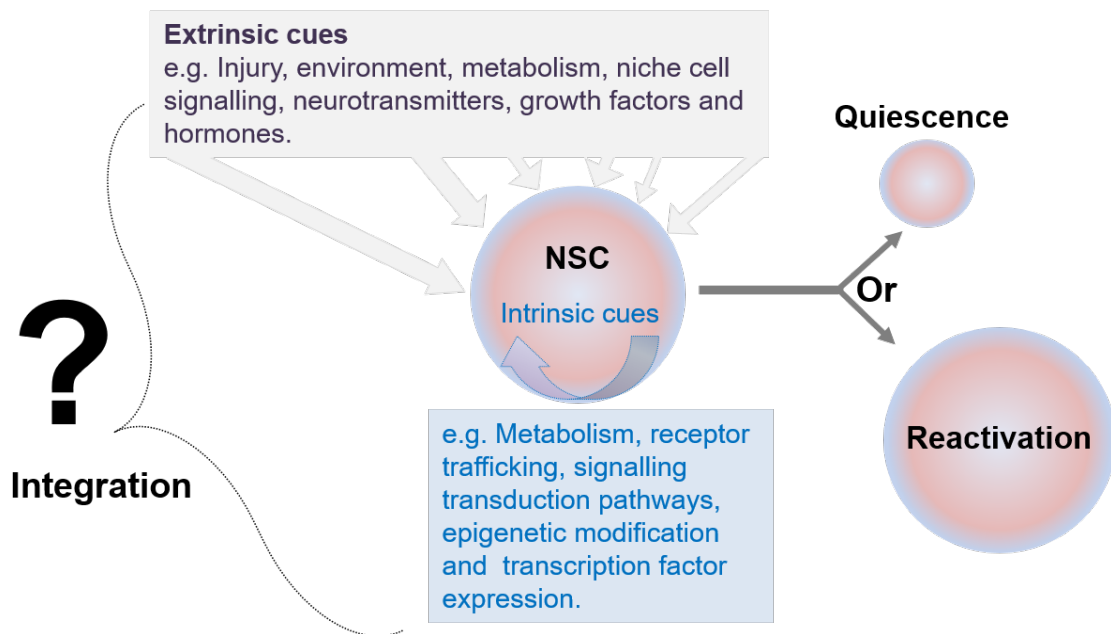 Extrinsic cues
e.g. Injury, environment, metabolism, niche cell
signalling, neurotransmitters, growth factors and
hormones.
Quiescence
NSC
Intrinsic cues
Or
?
Integration
Reactivation
e.g. Metabolism, receptor
trafficking, signalling
transduction pathways,
epigenetic modification
and transcription factor
expression.